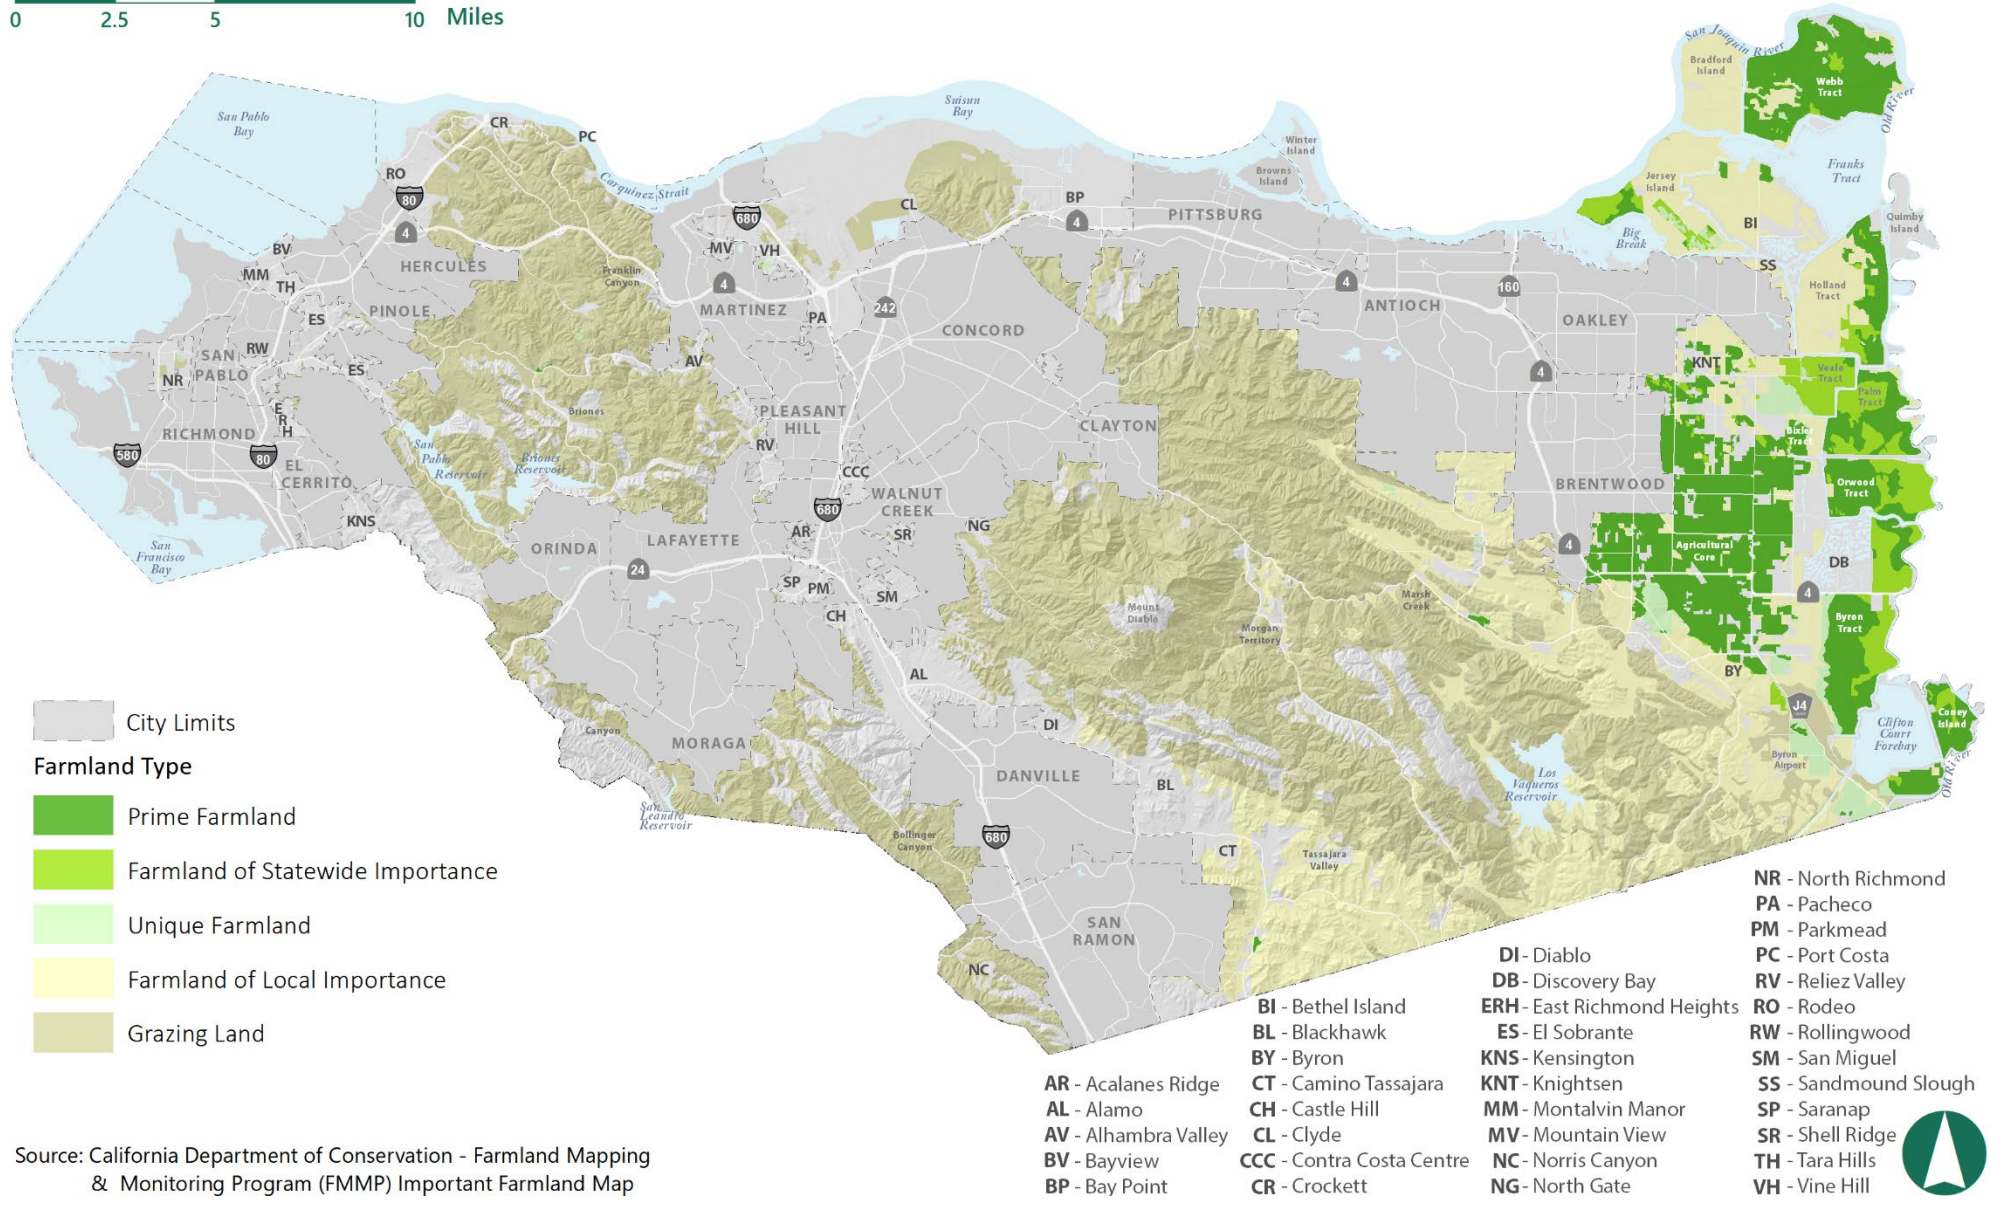 0 2.5 5 10 Miles
San Joaquin River
Bradford
Island
Webb
Tract
Old River
San Pablo
Bay
Suisun
Bay
CR
PC
Winter
Island
Franks
Tract
RO
80
Carquinez Strait
Browns
Island
Jersey
Island
BP
CL
680
4
PITTSBURG
BI
Quimby
Island
4
BV
MV
VH
Big
Break
HERCULES
MM
TH
Franklin
Canyon
4
SS
4
160
Holland
Tract
ES
PINOLE
MARTINEZ
PA
242
CONCORD
ANTIOCH
OAKLEY
RW
SAN
PABLO
ES
AV
KNT
Veale
Tract
NR
4
Palm
Tract
E
R
H
Briones
PLEASANT
HILL
CLAYTON
RICHMOND
San
Pablo
Reservoir
RV
Bixler
Tract
580
80
EL
CERRITO
Briones
Reservoir
CCC
WALNUT
CREEK
BRENTWOOD
Orwood
Tract
680
KNS
NG
AR
SR
San
Francisco
Bay
ORINDA
LAFAYETTE
4
Agricultural
Core
24
DB
SP
PM
SM
4
CH
Mount
Diablo
Marsh
Creek
Morgan
Territory
Byron
Tract
AL
BY
J4
City Limits
DI
Coney
Island
Canyon
MORAGA
Clifton
Court
Forebay
Farmland Type
DANVILLE
BL
Los
Vaqueros
Reservoir
Byron
Airport
Old River
San
Leandro
Reservoir
Prime Farmland
Bollinger
Canyon
680
CT
Tassajara
Valley
Farmland of Statewide Importance
Unique Farmland
SAN
RAMON
Farmland of Local Importance
NC
Grazing Land
AR - Acalanes Ridge
AL - Alamo
AV - Alhambra Valley
BV - Bayview
BP - Bay Point
BI - Bethel Island
BL - Blackhawk
BY - Byron
CT - Camino Tassajara
CH - Castle Hill
CL - Clyde
CCC - Contra Costa Centre
CR - Crockett
DI - Diablo
DB - Discovery Bay
ERH - East Richmond Heights
ES - El Sobrante
KNS - Kensington
KNT - Knightsen
MM - Montalvin Manor
MV - Mountain View
NC - Norris Canyon
NG - North Gate
NR - North Richmond
PA - Pacheco
PM - Parkmead
PC - Port Costa
RV - Reliez Valley
RO - Rodeo
RW - Rollingwood
SM - San Miguel
SS - Sandmound Slough
SP - Saranap
SR - Shell Ridge
TH - Tara Hills
VH - Vine Hill
Source: California Department of Conservation - Farmland Mapping
& Monitoring Program (FMMP) Important Farmland Map